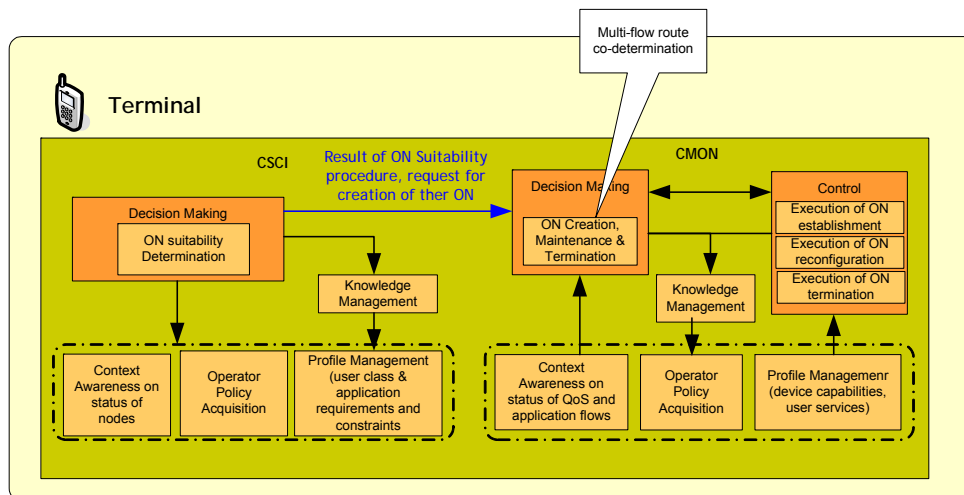 Multi-flow route
co-determination
Terminal
CSCI
Result of ON Suitability
procedure, request for
creation of ther ON
CMON
Decision Making
ON suitability
Determination
Knowledge
Management
Context
Awareness on
status of
nodes
Operator
Policy
Acquisition
Profile Management
(user class &
application
requirements and
constraints
Decision Making
ON Creation,
Maintenance &
Termination
Control
Execution of ON
establishment
Execution of ON
reconfiguration
Execution of ON
termination
Knowledge
Management
Context
Awareness on
status of QoS and
application flows
Operator
Policy
Acquisition
Profile Managemenr
(device capabilities,
user services)